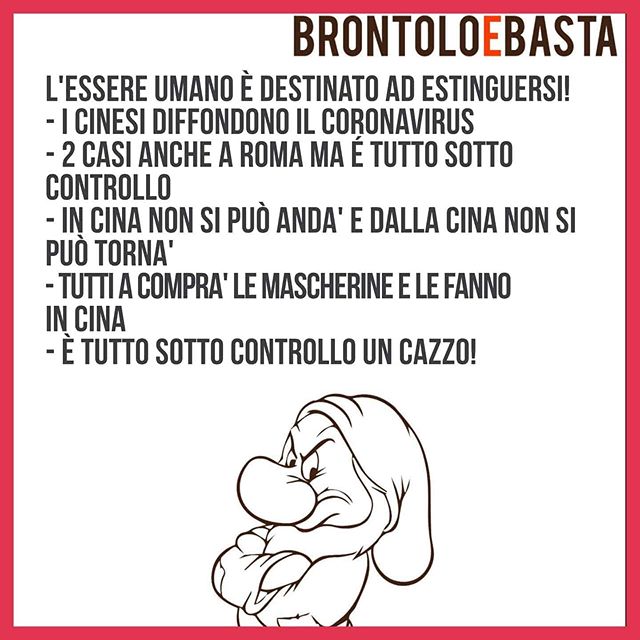 BRONTOLOEBASTA
L'ESSERE UMANO È DESTINATO AD ESTINGUERSI!
- I CINESI DIFFONDONO IL CORONAVIRUS
- 2 CASI ANCHE A ROMA MA É TUTTO SOTTO
CONTROLLO
- IN CINA NON SI PUÒ ANDA' E DALLA CINA NON SI
PUÒ TORNA'
- TUTTI A COMPRA' LE MASCHERINE E LE FANNO
IN CINA
- È TUTTO SOTTO CONTROLLO UN CAZZO!